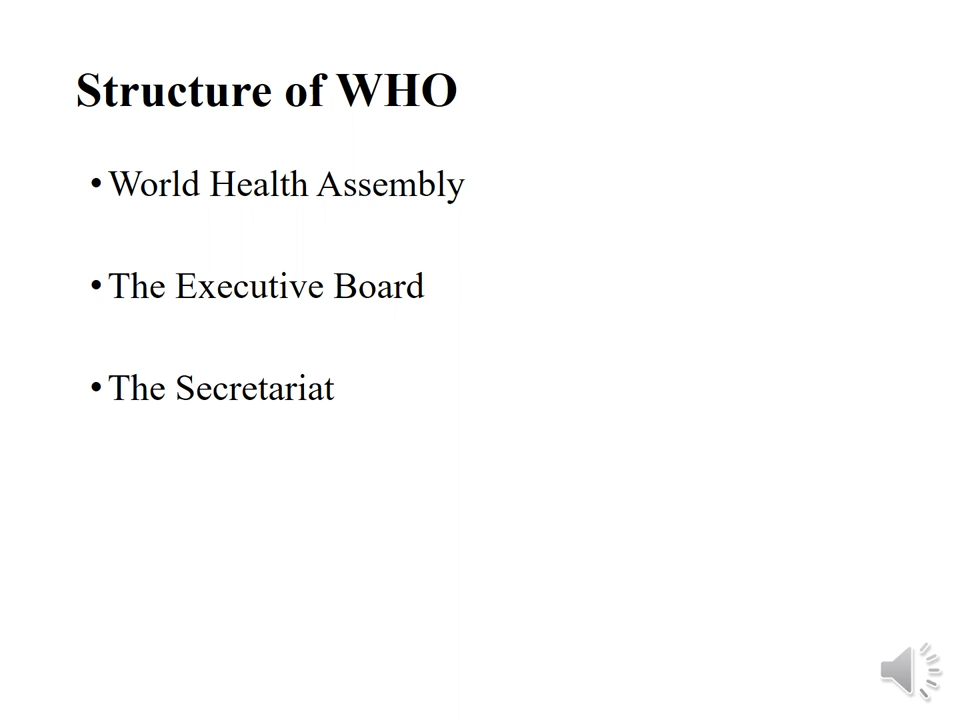 Structure of WHO
• World Health Assembly
• The Executive Board
• The Secretariat